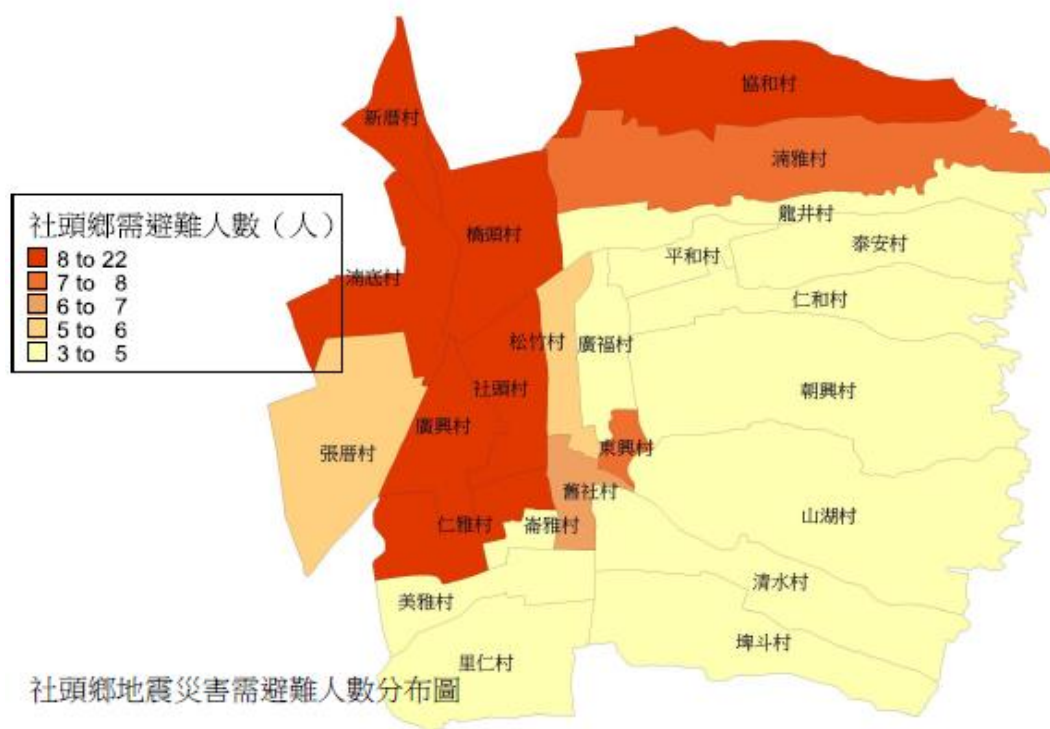 協和村
新厝村
湳雅村
龍井村
社頭鄉需避難人數（人）
橋頭村
泰安村
平和村
8 to 22
湳底村
7 to 8
仁和村
6 to 7
松竹村
廣福村
5 to 6
3 to 5
社頭村
朝興村
廣興村
張厝村
東興村
舊社村
山湖村
仁雅村
崙雅村
清水村
美雅村
埤斗村
里仁村
社頭鄉地震災害需避難人數分布圖